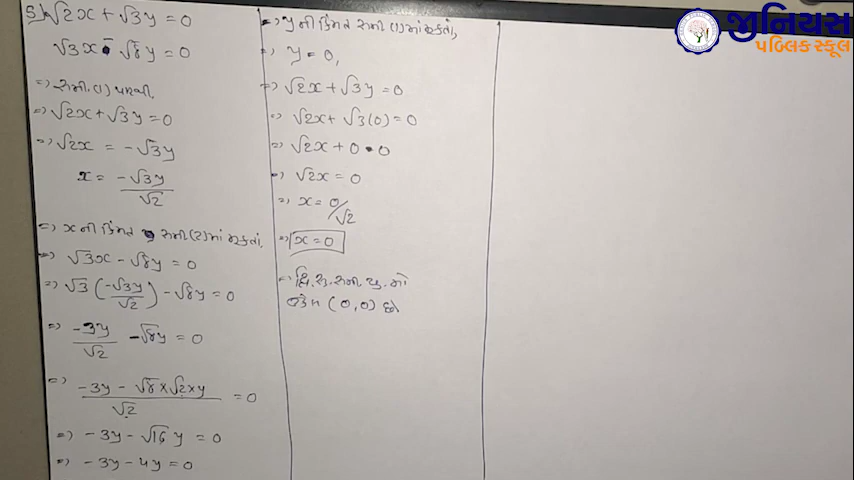 5) √2x + √3y = 0
√3x - √8y = 0
=> સમી.(૧) પરથી,
=> √2x + √3y = 0
=> √2x = -√3y
x = -√3y/√2
=> x ની કિંમત સમી(2)માં મૂકતાં,
=> √3x - √8y = 0
=> √3 (-√3y/√2) - √8y = 0
=> -3y/√2 - √8y = 0
=> -3y - √8 x √2 x y/√2 = 0
=> -3y - √16 y = 0
=> -3y - 4y = 0
=> y ની કિંમત સમી (૧)માં મૂકતાં,
=> y = 0,
=> √2x + √3y = 0
=> √2x + √3(0) = 0
=> √2x + 0 = 0
=> √2x = 0
=> x = 0/√2
=> x = 0
=> દ્વિ.સુ.સમી.યુ. નો
ઉકેલ (0,0) છે
જીનિયસ
પબ્લિક સ્કૂલ